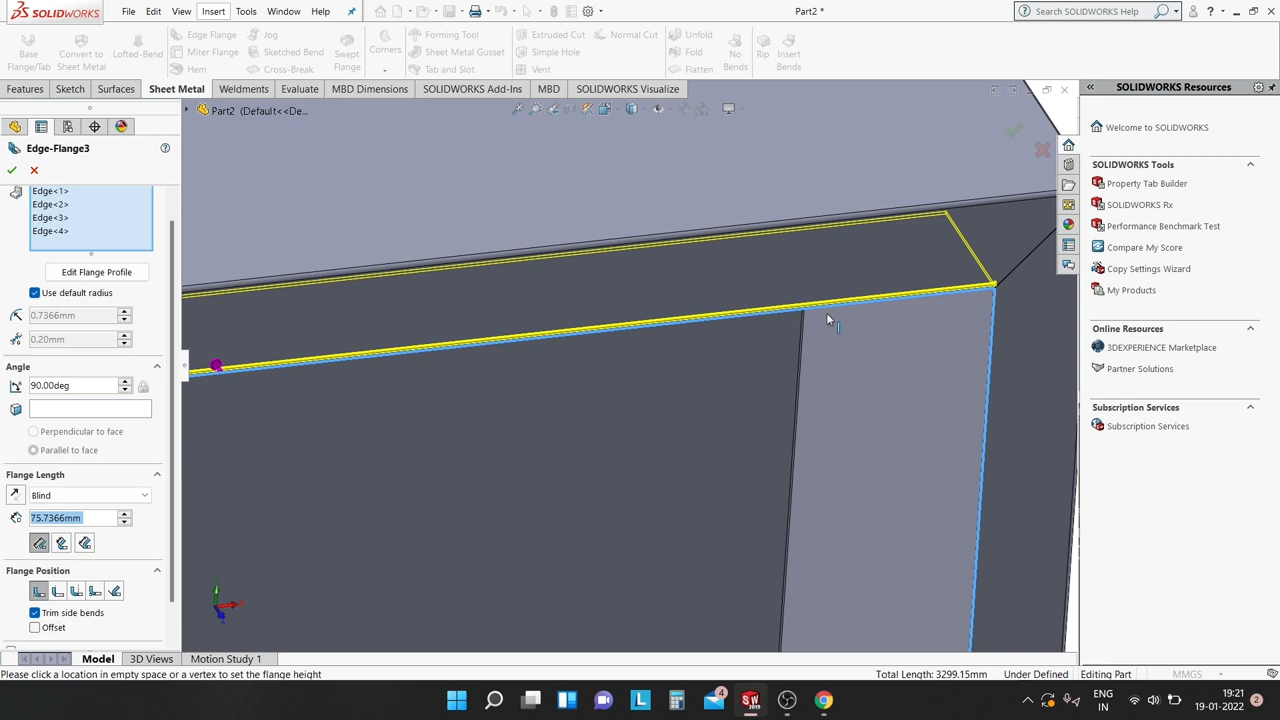 SOLIDWORKS File Edit View Insert Tools Window Help Part2 * Search SOLIDWORKS Help
Base Flange/Tab Convert to Sheet Metal Lofted-Bend Edge Flange Miter Flange Hem Jog Sketched Bend Cross-Break Swept Flange Corners Forming Tool Sheet Metal Gusset Tab and Slot Extruded Cut Simple Hole Vent Normal Cut Unfold Fold Flatten No Bends Rip Insert Bends
Features Sketch Surfaces Sheet Metal Weldments Evaluate MBD Dimensions SOLIDWORKS Add-Ins MBD SOLIDWORKS Visualize
SOLIDWORKS Resources
Part2 (Default<<De...
Welcome to SOLIDWORKS
SOLIDWORKS Tools
Property Tab Builder
SOLIDWORKS Rx
Performance Benchmark Test
Compare My Score
Copy Settings Wizard
My Products
Online Resources
3DEXPERIENCE Marketplace
Partner Solutions
Subscription Services
Subscription Services
Edge-Flange3
Edge<1>
Edge<2>
Edge<3>
Edge<4>
Edit Flange Profile
Use default radius
0.7366mm
0.20mm
Angle
90.00deg
Perpendicular to face
Parallel to face
Flange Length
Blind
75.7366mm
Flange Position
Trim side bends
Offset
Model 3D Views Motion Study 1
Please click a location in empty space or a vertex to set the flange height Total Length: 3299.15mm Under Defined Editing Part MMGS
4 SW 2019 ENG IN 19:21 19-01-2022